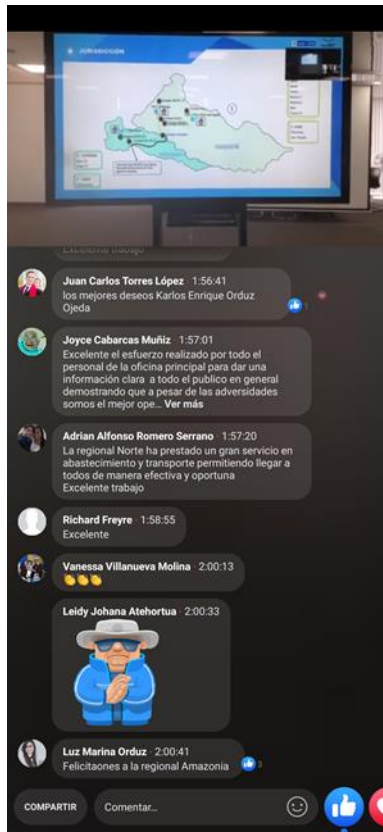 JURISDICCIÓN
Excelente trabajo
Juan Carlos Torres López · 1:56:41
los mejores deseos Karlos Enrique Orduz
Ojeda
1
Joyce Cabarcas Muñiz · 1:57:01
Excelente el esfuerzo realizado por todo el
personal de la oficina principal para dar una
información clara a todo el publico en general
demostrando que a pesar de las adversidades
somos el mejor ope... Ver más
Adrian Alfonso Romero Serrano · 1:57:20
La regional Norte ha prestado un gran servicio en
abastecimiento y transporte permitiendo llegar a
todos de manera efectiva y oportuna
Excelente trabajo
Richard Freyre · 1:58:55
Excelente
Vanessa Villanueva Molina · 2:00:13
👏👏👏
Leidy Johana Atehortua · 2:00:33
Luz Marina Orduz · 2:00:41
Felicitaones a la regional Amazonia
3
COMPARTIR
Comentar...